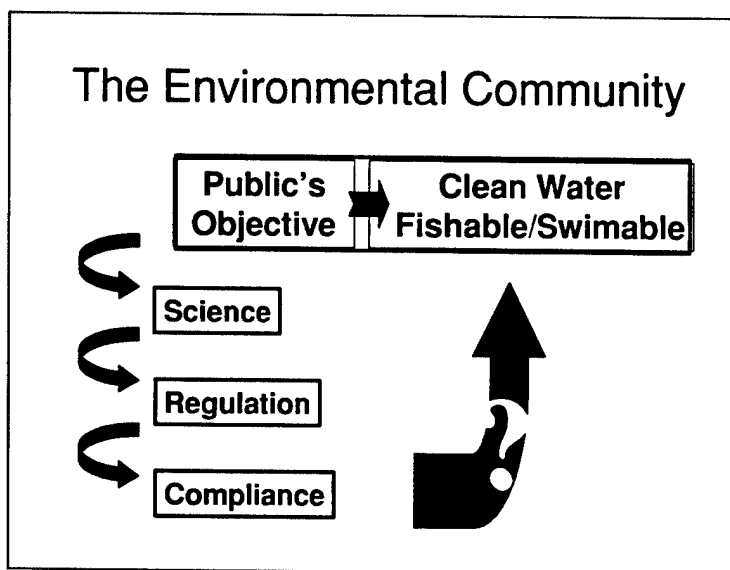 The Environmental Community
Public's
Objective
Clean Water
Fishable/Swimable
Science
Regulation
Compliance
?